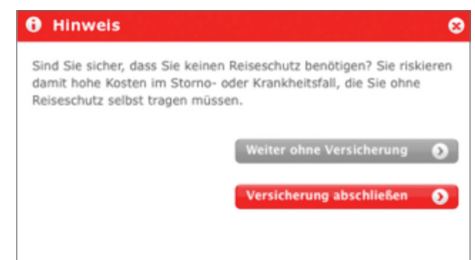 Hinweis
Sind Sie sicher, dass Sie keinen Reiseschutz benötigen? Sie riskieren
damit hohe Kosten im Storno- oder Krankheitsfall, die Sie ohne
Reiseschutz selbst tragen müssen.
Weiter ohne Versicherung
Versicherung abschließen